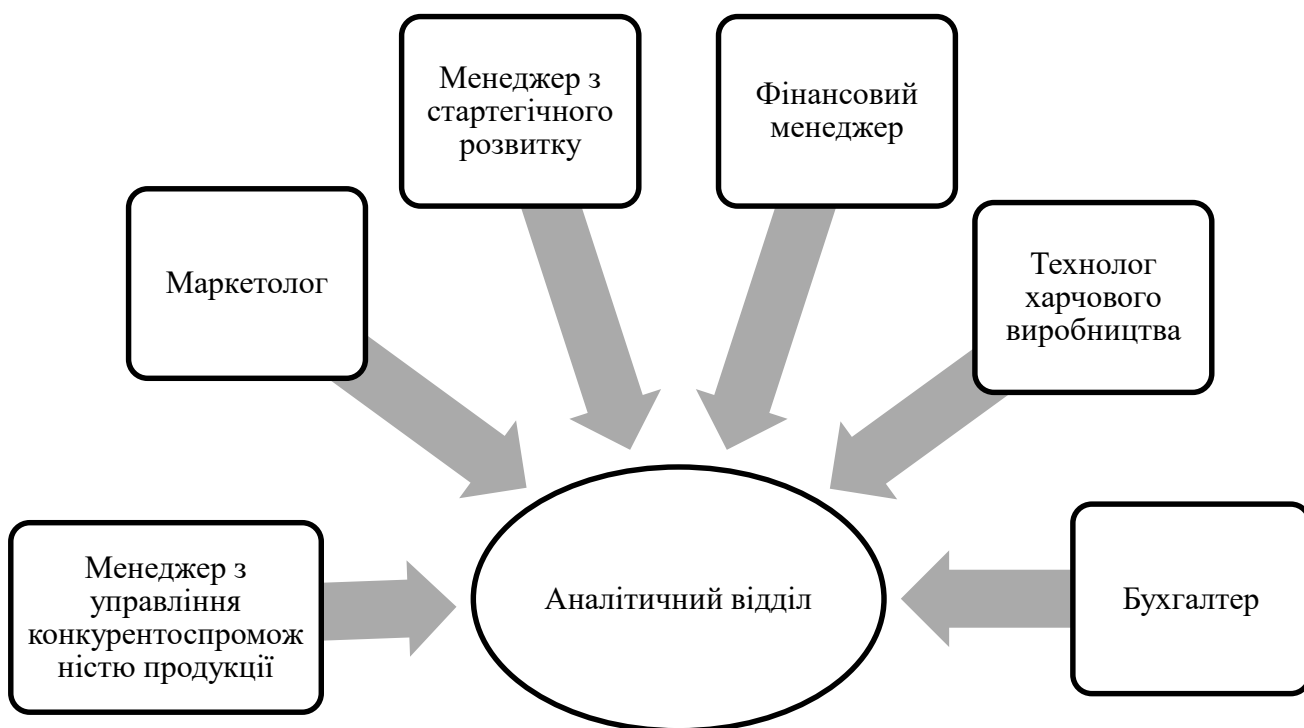 Менеджер з
стартегічного
розвитку
Фінансовий
менеджер
Маркетолог
Технолог
харчового
виробництва
Менеджер з
управління
конкурентоспромож
ністю продукції
Аналітичний відділ
Бухгалтер